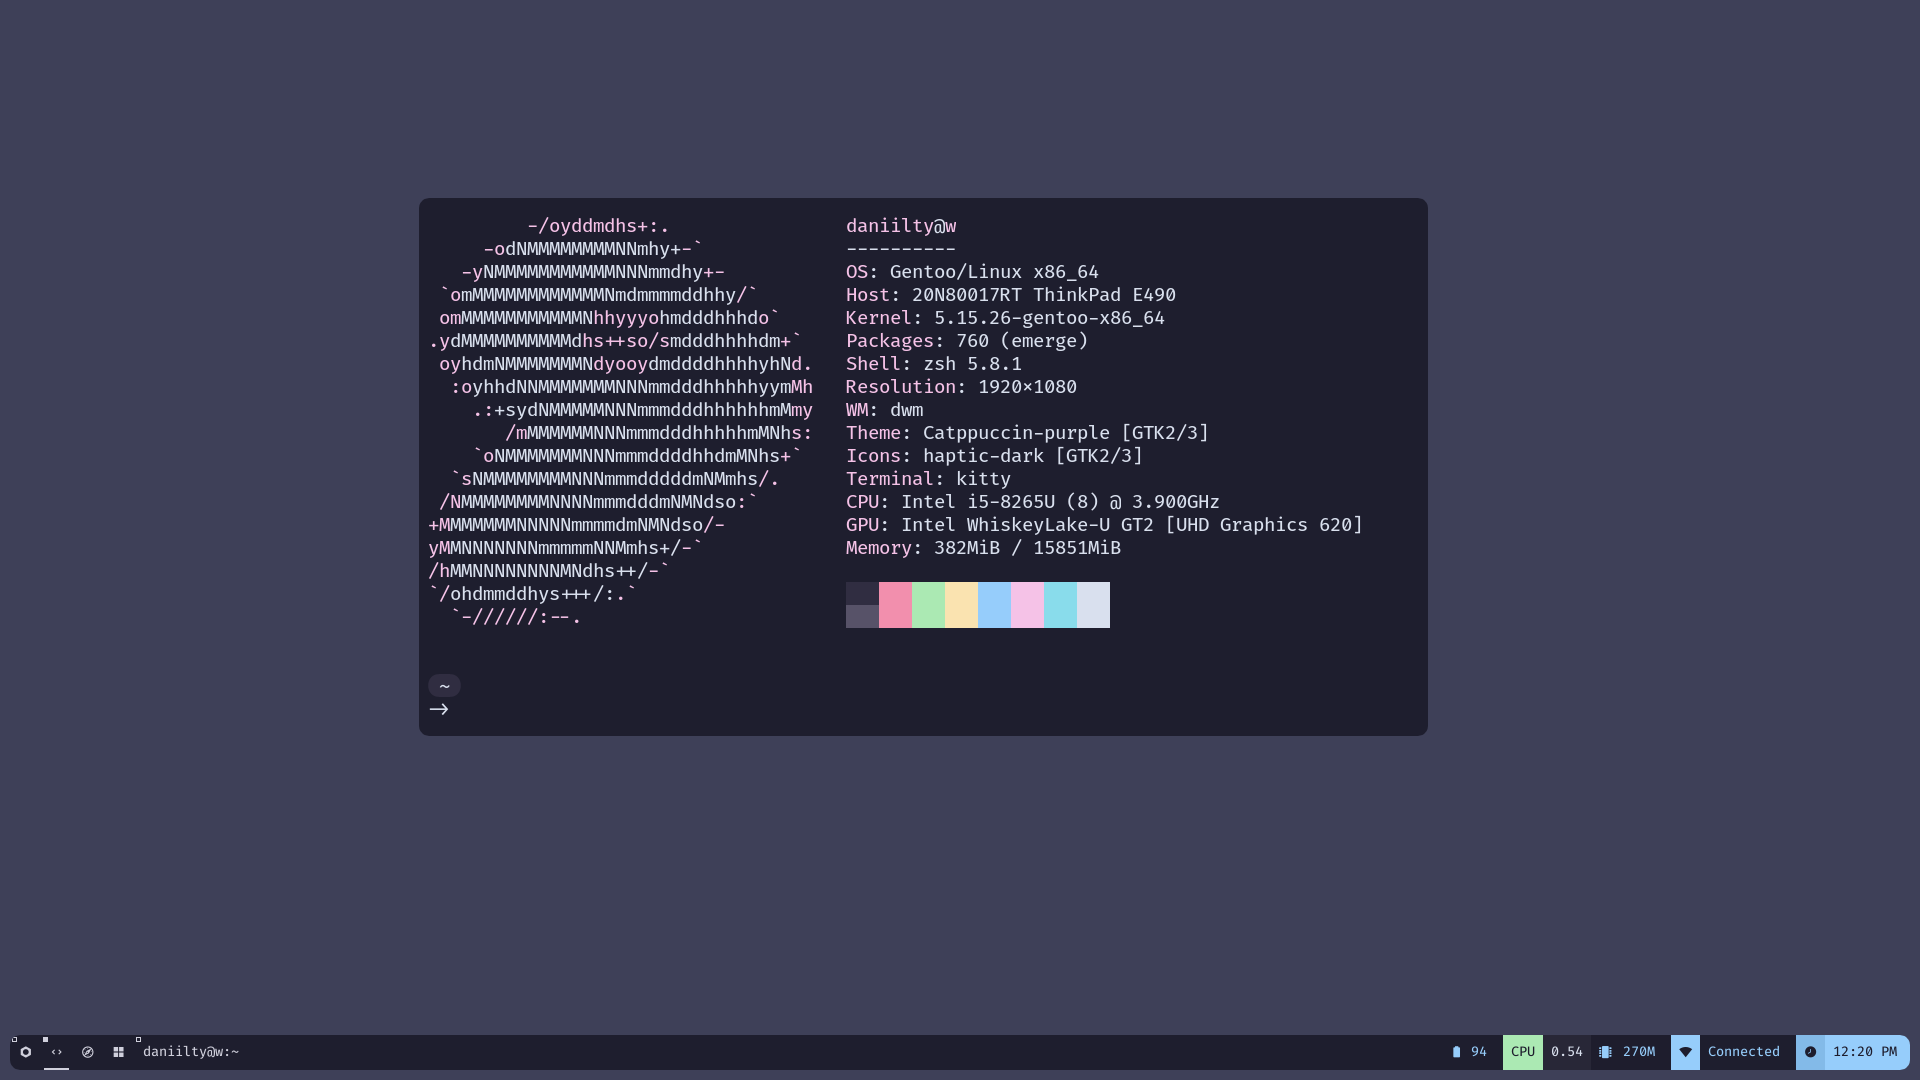 -/oyddmdhs+:.
-odNMMMMMMMMNNmhy+-`
-yNMMMMMMMMMMMNNNmmdhy+-
`omMMMMMMMMMMMMNmdmmmmddhhy/`
omMMMMMMMMMMMNhhyyyohmdddhhhdo`
.ydMMMMMMMMMMdhs++so/smdddhhhhdm+`
oyhdmNMMMMMMMNdyooydmddddhhhhyhNd.
:oyhhdNNMMMMMMMNNNmmdddhhhhhyymMh
.:+sydNMMMMMNNNmmmdddhhhhhhmMmy
/mMMMMMMNNNmmmdddhhhhhmMNhs:
`oNMMMMMMMNNNmmmddddhhdmMNhs+`
`sNMMMMMMMMNNNmmmdddddmNMmhs/.
/NMMMMMMMMNNNNmmmdddmNMNdso:`
+MMMMMMMNNNNNmmmmdmNMNdso/-
yMMNNNNNNNmmmmmNNMmhs+/-`
/hMMNNNNNNNNMNdhs++/-`
`/ohdmmddhys+++/:.`
`-//////:--.
daniilty@w
----------
OS: Gentoo/Linux x86_64
Host: 20N80017RT ThinkPad E490
Kernel: 5.15.26-gentoo-x86_64
Packages: 760 (emerge)
Shell: zsh 5.8.1
Resolution: 1920×1080
WM: dwm
Theme: Catppuccin-purple [GTK2/3]
Icons: haptic-dark [GTK2/3]
Terminal: kitty
CPU: Intel i5-8265U (8) @ 3.900GHz
GPU: Intel WhiskeyLake-U GT2 [UHD Graphics 620]
Memory: 382MiB / 15851MiB
~
→
daniilty@w:~
94 CPU 0.54 270M Connected 12:20 PM